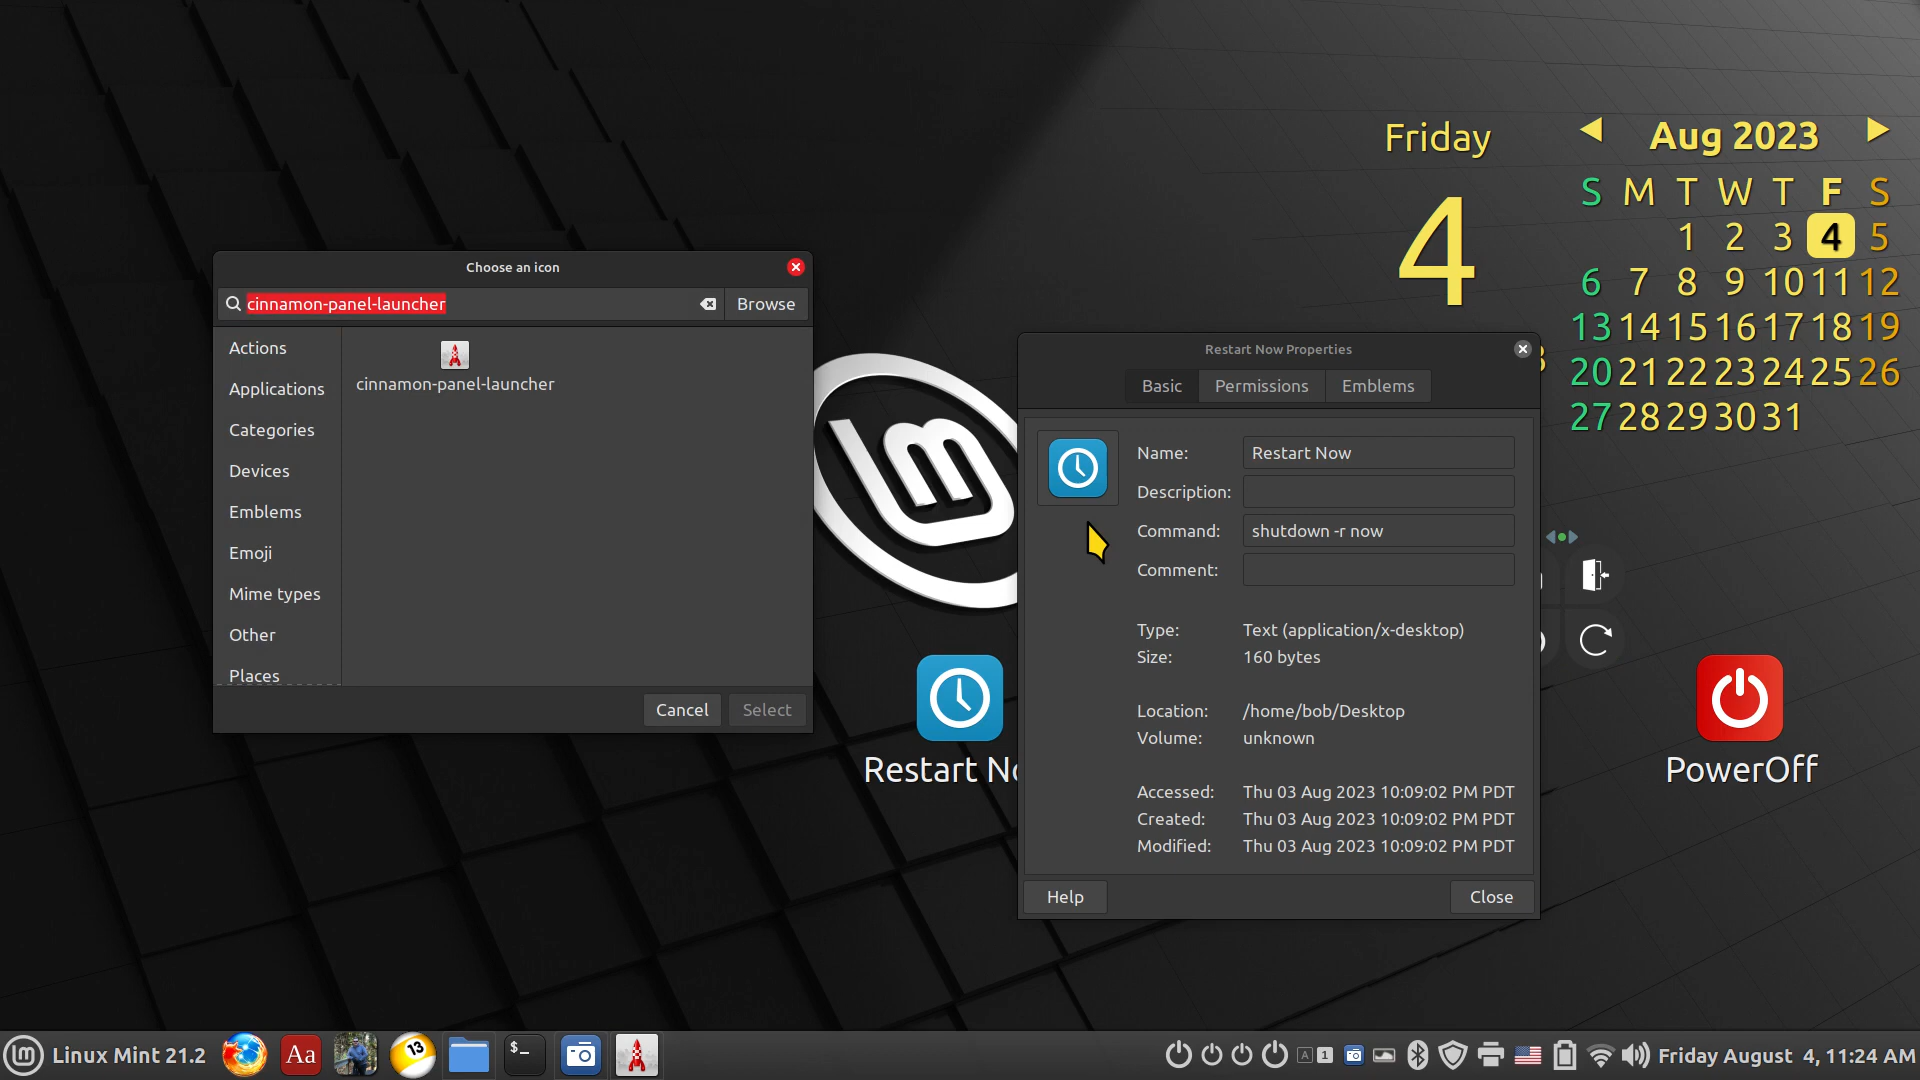 Friday
4
Aug 2023
S M T W T F S
1 2 3 4 5
6 7 8 9 10 11 12
13 14 15 16 17 18 19
20 21 22 23 24 25 26
27 28 29 30 31
Choose an icon
cinnamon-panel-launcher
Browse
Actions
Applications
Categories
Devices
Emblems
Emoji
Mime types
Other
Places
cinnamon-panel-launcher
Cancel
Select
Restart Now Properties
Basic
Permissions
Emblems
Name: Restart Now
Description:
Command: shutdown -r now
Comment:
Type: Text (application/x-desktop)
Size: 160 bytes
Location: /home/bob/Desktop
Volume: unknown
Accessed: Thu 03 Aug 2023 10:09:02 PM PDT
Created: Thu 03 Aug 2023 10:09:02 PM PDT
Modified: Thu 03 Aug 2023 10:09:02 PM PDT
Help
Close
Restart
PowerOff
Linux Mint 21.2
Aa
13
$_
A
1
Friday August 4, 11:24 AM